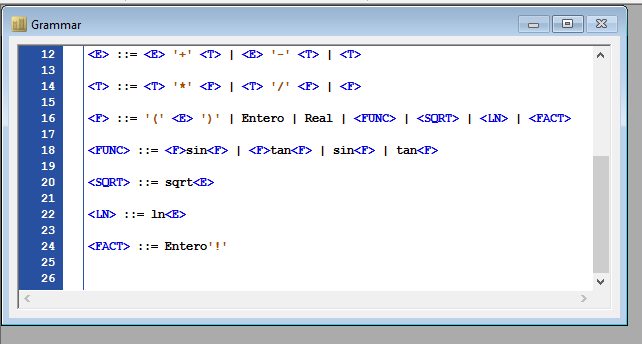 Grammar
12 <E> ::= <E> '+' <T> | <E> '-' <T> | <T>
13
14 <T> ::= <T> '*' <F> | <T> '/' <F> | <F>
15
16 <F> ::= '(' <E> ')' | Entero | Real | <FUNC> | <SQRT> | <LN> | <FACT>
17
18 <FUNC> ::= <F>sin<F> | <F>tan<F> | sin<F> | tan<F>
19
20 <SQRT> ::= sqrt<E>
21
22 <LN> ::= ln<E>
23
24 <FACT> ::= Entero'!'
25
26